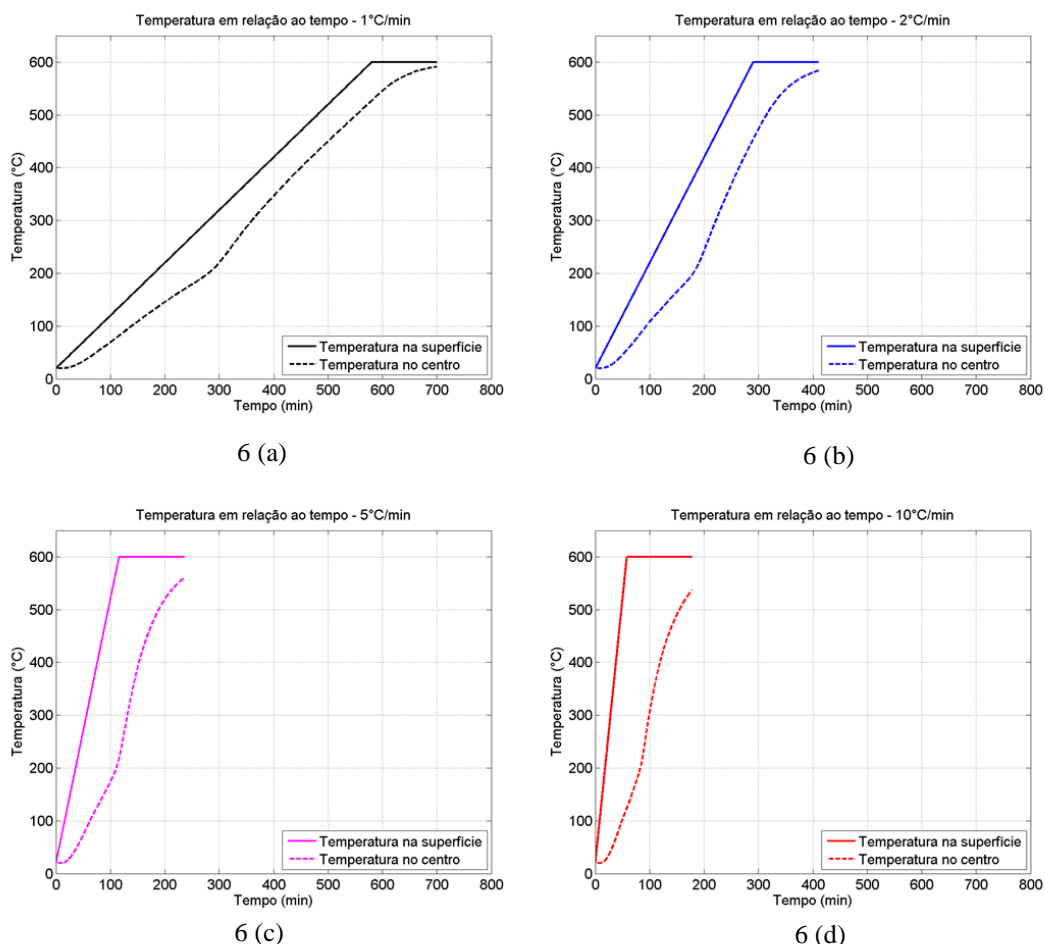 Temperatura em relação ao tempo - 1°C/min
Temperatura (°C)
600
500
400
300
200
100
0
0 100 200 300 400 500 600 700 800
Tempo (min)
Temperatura na superfície
Temperatura no centro
6 (a)
Temperatura em relação ao tempo - 2°C/min
Temperatura (°C)
600
500
400
300
200
100
0
0 100 200 300 400 500 600 700 800
Tempo (min)
Temperatura na superfície
Temperatura no centro
6 (b)
Temperatura em relação ao tempo - 5°C/min
Temperatura (°C)
600
500
400
300
200
100
0
0 100 200 300 400 500 600 700 800
Tempo (min)
Temperatura na superfície
Temperatura no centro
6 (c)
Temperatura em relação ao tempo - 10°C/min
Temperatura (°C)
600
500
400
300
200
100
0
0 100 200 300 400 500 600 700 800
Tempo (min)
Temperatura na superfície
Temperatura no centro
6 (d)